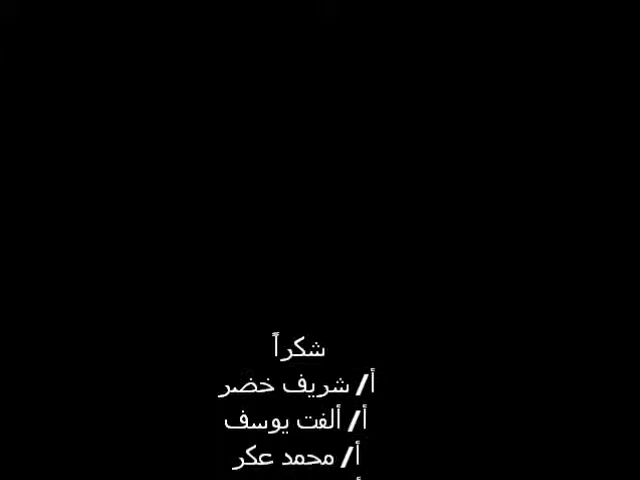 شكراً
أ/ شريف خضر
أ/ ألفت يوسف
أ/ محمد عكر